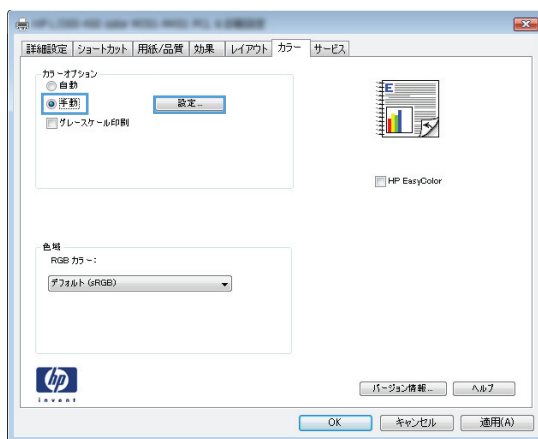 詳細設定 ショートカット 用紙/品質 効果 レイアウト カラー サービス
カラーオプション
自動
手動 設定...
グレースケール印刷
E
HP EasyColor
色域
RGB カラー:
デフォルト (sRGB)
hp
invent
バージョン情報... ヘルプ
OK キャンセル 適用(A)